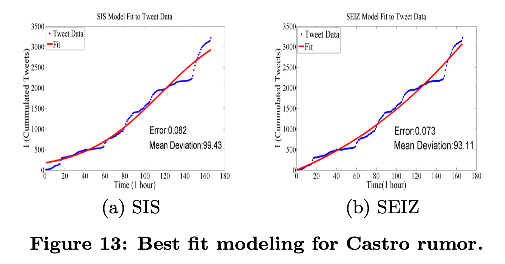 SIS Model Fit to Tweet Data
3500
3000
2500
2000
1500
1000
500
0
I (Cummulated Tweets)
Tweet Data
Fit
Error:0.082
Mean Deviation:99.43
0 20 40 60 80 100 120 140 160 180
Time (1 hour)
(a) SIS
SEIZ Model Fit to Tweet Data
3500
3000
2500
2000
1500
1000
500
0
I (Cummulated Tweets)
Tweet Data
Fit
Error:0.073
Mean Deviation:93.11
0 20 40 60 80 100 120 140 160 180
Time (1 hour)
(b) SEIZ
Figure 13: Best fit modeling for Castro rumor.